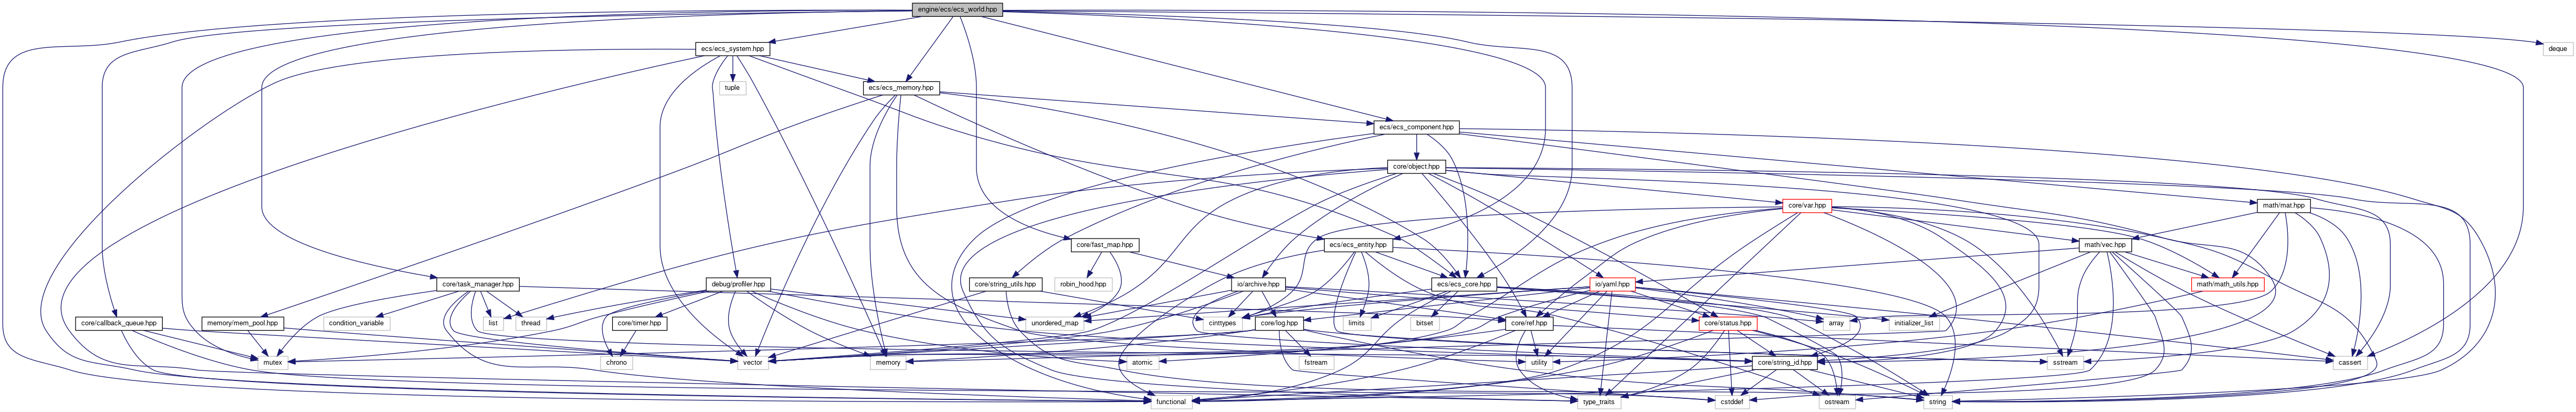 engine/ecs/ecs_world.hpp
ecs/ecs_system.hpp
deque
tuple
ecs/ecs_memory.hpp
ecs/ecs_component.hpp
core/object.hpp
core/var.hpp
math/mat.hpp
core/fast_map.hpp
ecs/ecs_entity.hpp
math/vec.hpp
core/task_manager.hpp
debug/profiler.hpp
core/string_utils.hpp
robin_hood.hpp
io/archive.hpp
ecs/ecs_core.hpp
io/yaml.hpp
math/math_utils.hpp
core/callback_queue.hpp
memory/mem_pool.hpp
condition_variable
list
thread
core/timer.hpp
unordered_map
cinttypes
core/log.hpp
limits
bitset
core/ref.hpp
core/status.hpp
array
initializer_list
mutex
chrono
vector
memory
atomic
fstream
utility
core/string_id.hpp
sstream
cassert
functional
type_traits
cstddef
ostream
string